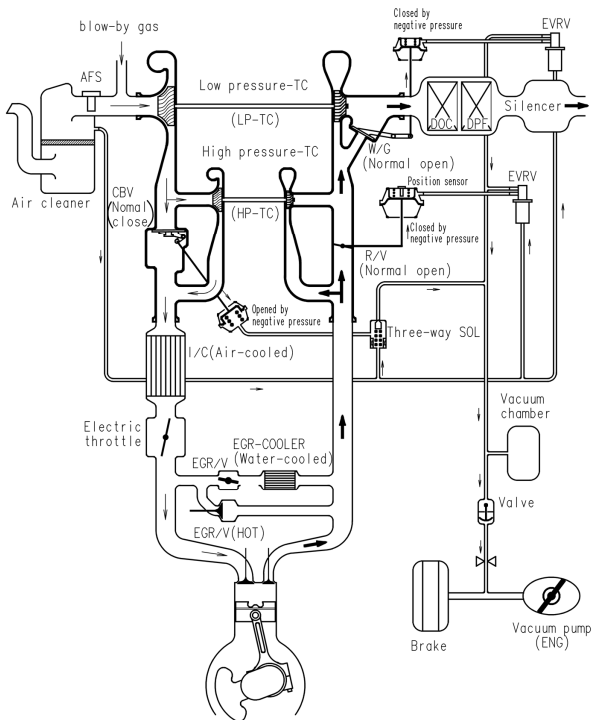 blow-by gas
AFS
Air cleaner
Low pressure-TC
(LP-TC)
High pressure-TC
(HP-TC)
CBV
(Nomal
close)
Closed by
negative pressure
EVRV
DOC
DPF
Silencer
W/G
(Normal open)
Position sensor
EVRV
Closed by
negative pressure
R/V
(Normal open)
Opened by
negative pressure
Three-way SOL
I/C(Air-cooled)
Electric
throttle
EGR-COOLER
(Water-cooled)
EGR/V
EGR/V(HOT)
Vacuum
chamber
Valve
Brake
Vacuum pump
(ENG)